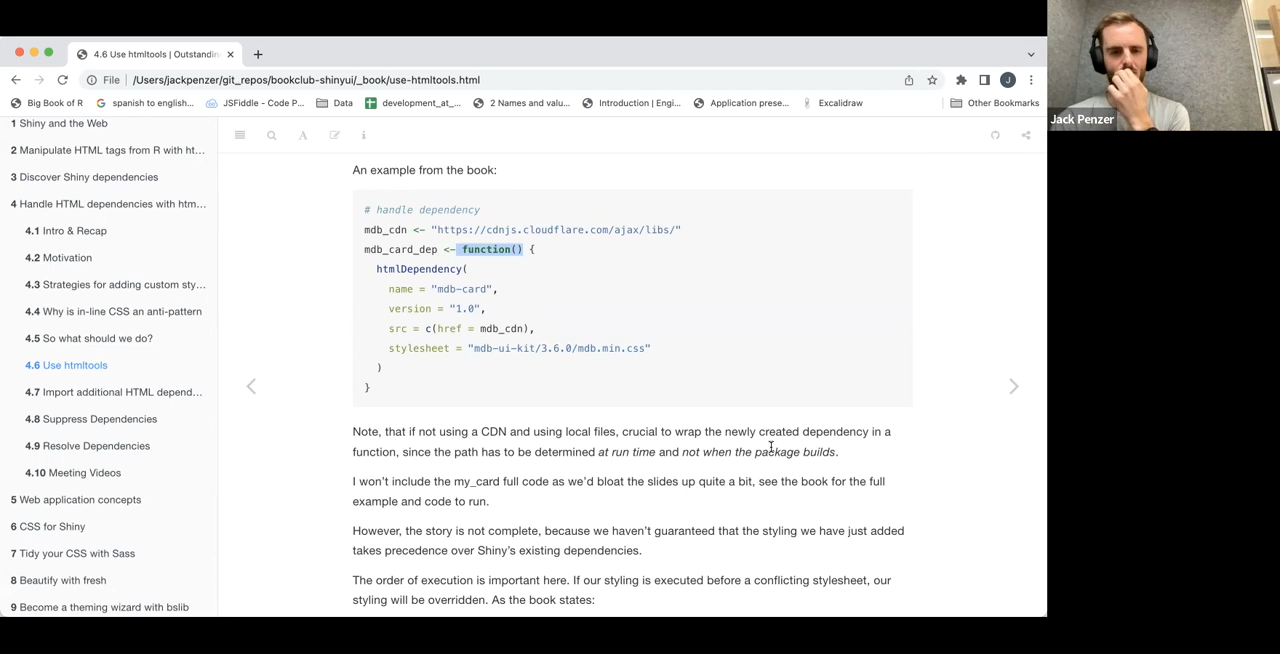 4.6 Use htmltools | Outstandin
File
/Users/jackpenzer/git_repos/bookclub-shinyui/_book/use-htmltools.html
J
Big Book of R
spanish to english...
JSFiddle - Code P...
Data
development_at_...
2 Names and valu...
Introduction | Engi...
Application prese...
Excalidraw
Other Bookmarks
Jack Penzer
1 Shiny and the Web
2 Manipulate HTML tags from R with ht...
3 Discover Shiny dependencies
4 Handle HTML dependencies with htm...
4.1 Intro & Recap
4.2 Motivation
4.3 Strategies for adding custom sty...
4.4 Why is in-line CSS an anti-pattern
4.5 So what should we do?
4.6 Use htmltools
4.7 Import additional HTML depend...
4.8 Suppress Dependencies
4.9 Resolve Dependencies
4.10 Meeting Videos
5 Web application concepts
6 CSS for Shiny
7 Tidy your CSS with Sass
8 Beautify with fresh
9 Become a theming wizard with bslib
A
i
An example from the book:
# handle dependency
mdb_cdn <- "https://cdnjs.cloudflare.com/ajax/libs/"
mdb_card_dep <- function() {
htmlDependency(
name = "mdb-card",
version = "1.0",
src = c(href = mdb_cdn),
stylesheet = "mdb-ui-kit/3.6.0/mdb.min.css"
)
}
Note, that if not using a CDN and using local files, crucial to wrap the newly created dependency in a
function, since the path has to be determined at run time and not when the package builds.
I won't include the my_card full code as we'd bloat the slides up quite a bit, see the book for the full
example and code to run.
However, the story is not complete, because we haven't guaranteed that the styling we have just added
takes precedence over Shiny's existing dependencies.
The order of execution is important here. If our styling is executed before a conflicting stylesheet, our
styling will be overridden. As the book states: